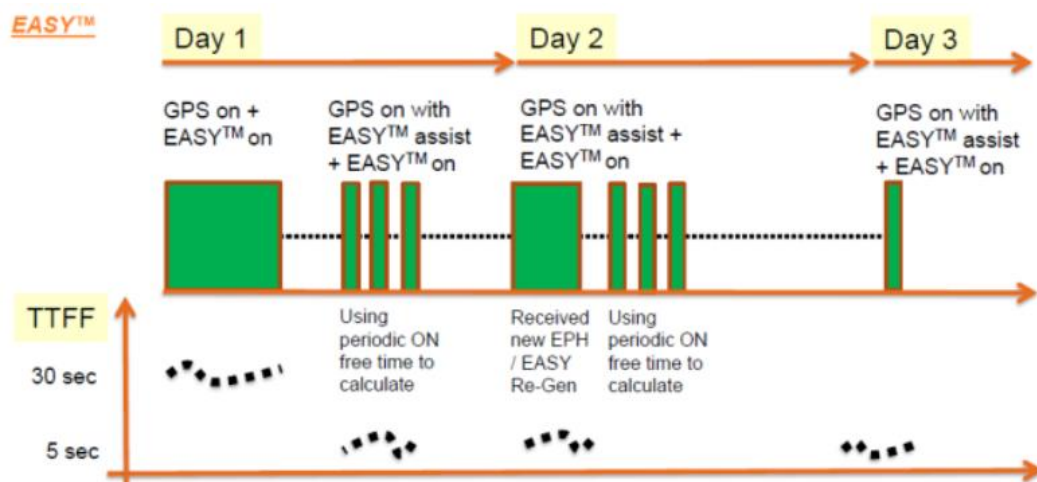 EASY™
Day 1
Day 2
Day 3
GPS on +
EASY™ on
GPS on with
EASY™ assist
+ EASY™ on
GPS on with
EASY™ assist +
EASY™ on
GPS on with
EASY™ assist
+ EASY™ on
TTFF
Using
periodic ON
free time to
calculate
Received
new EPH
/ EASY
Re-Gen
Using
periodic ON
free time to
calculate
30 sec
5 sec